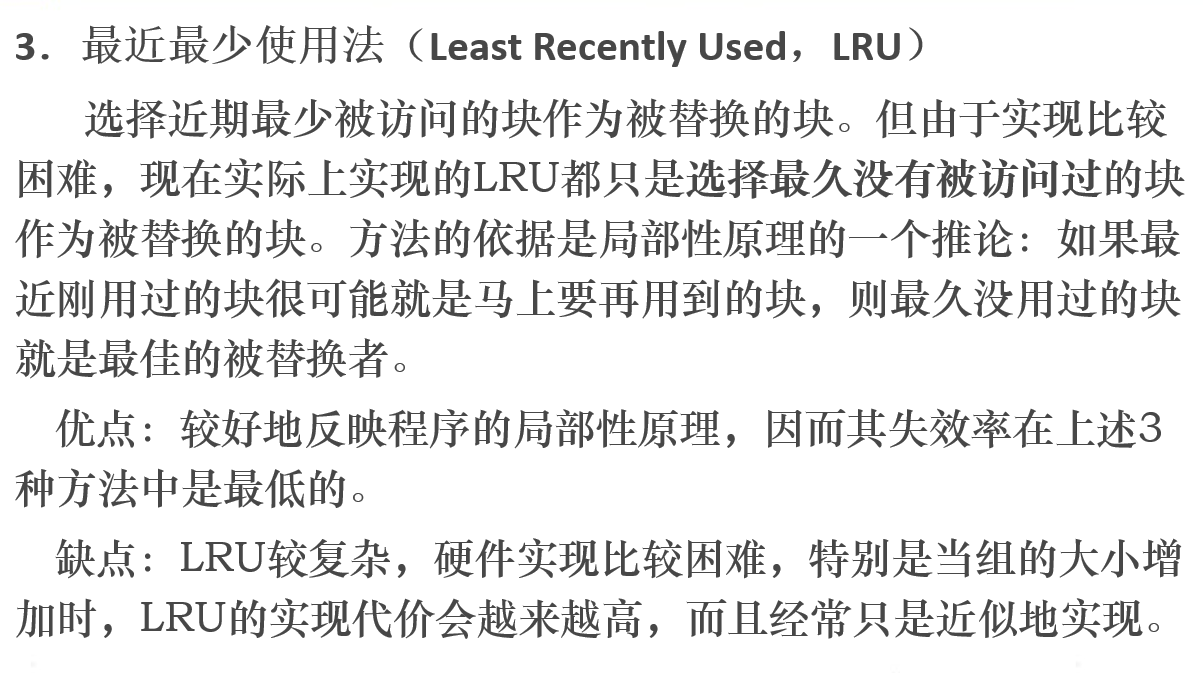 3. 最近最少使用法（Least Recently Used，LRU）
选择近期最少被访问的块作为被替换的块。但由于实现比较
困难，现在实际上实现的LRU都只是选择最久没有被访问过的块
作为被替换的块。方法的依据是局部性原理的一个推论：如果最
近刚用过的块很可能就是马上要再用到的块，则最久没用过的块
就是最佳的被替换者。
优点：较好地反映程序的局部性原理，因而其失效率在上述3
种方法中是最低的。
缺点：LRU较复杂，硬件实现比较困难，特别是当组的大小增
加时，LRU的实现代价会越来越高，而且经常只是近似地实现。